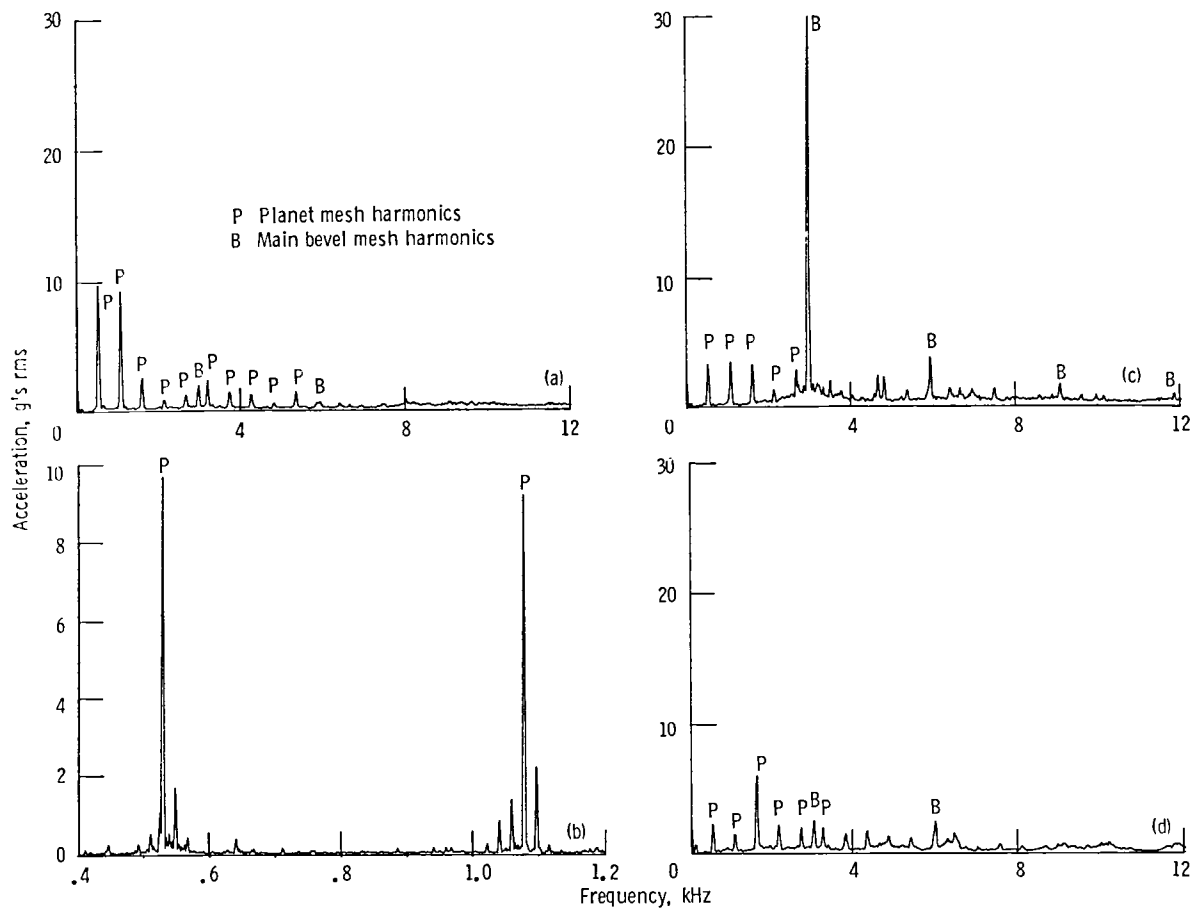 Acceleration, g's rms
30
20
10
0
P Planet mesh harmonics
B Main bevel mesh harmonics
P
P
P
P
P
B
P
P
P
P
P
B
(a)
4
8
12
30
20
10
0
P
P
P
P
P
B
B
B
B
(c)
4
8
12
10
8
6
4
2
0
P
P
(b)
.4
.6
.8
1.0
1.2
30
20
10
0
P
P
P
P
P
B
P
B
(d)
4
8
12
Frequency, kHz